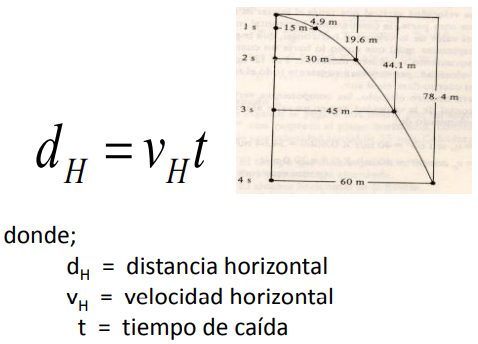 4.9 m
1 s 15 m
19.6 m
2 s 30 m
44.1 m
78.4 m
3 s 45 m
4 s 60 m
d_H = v_H t
donde;
d_H = distancia horizontal
v_H = velocidad horizontal
t = tiempo de caída